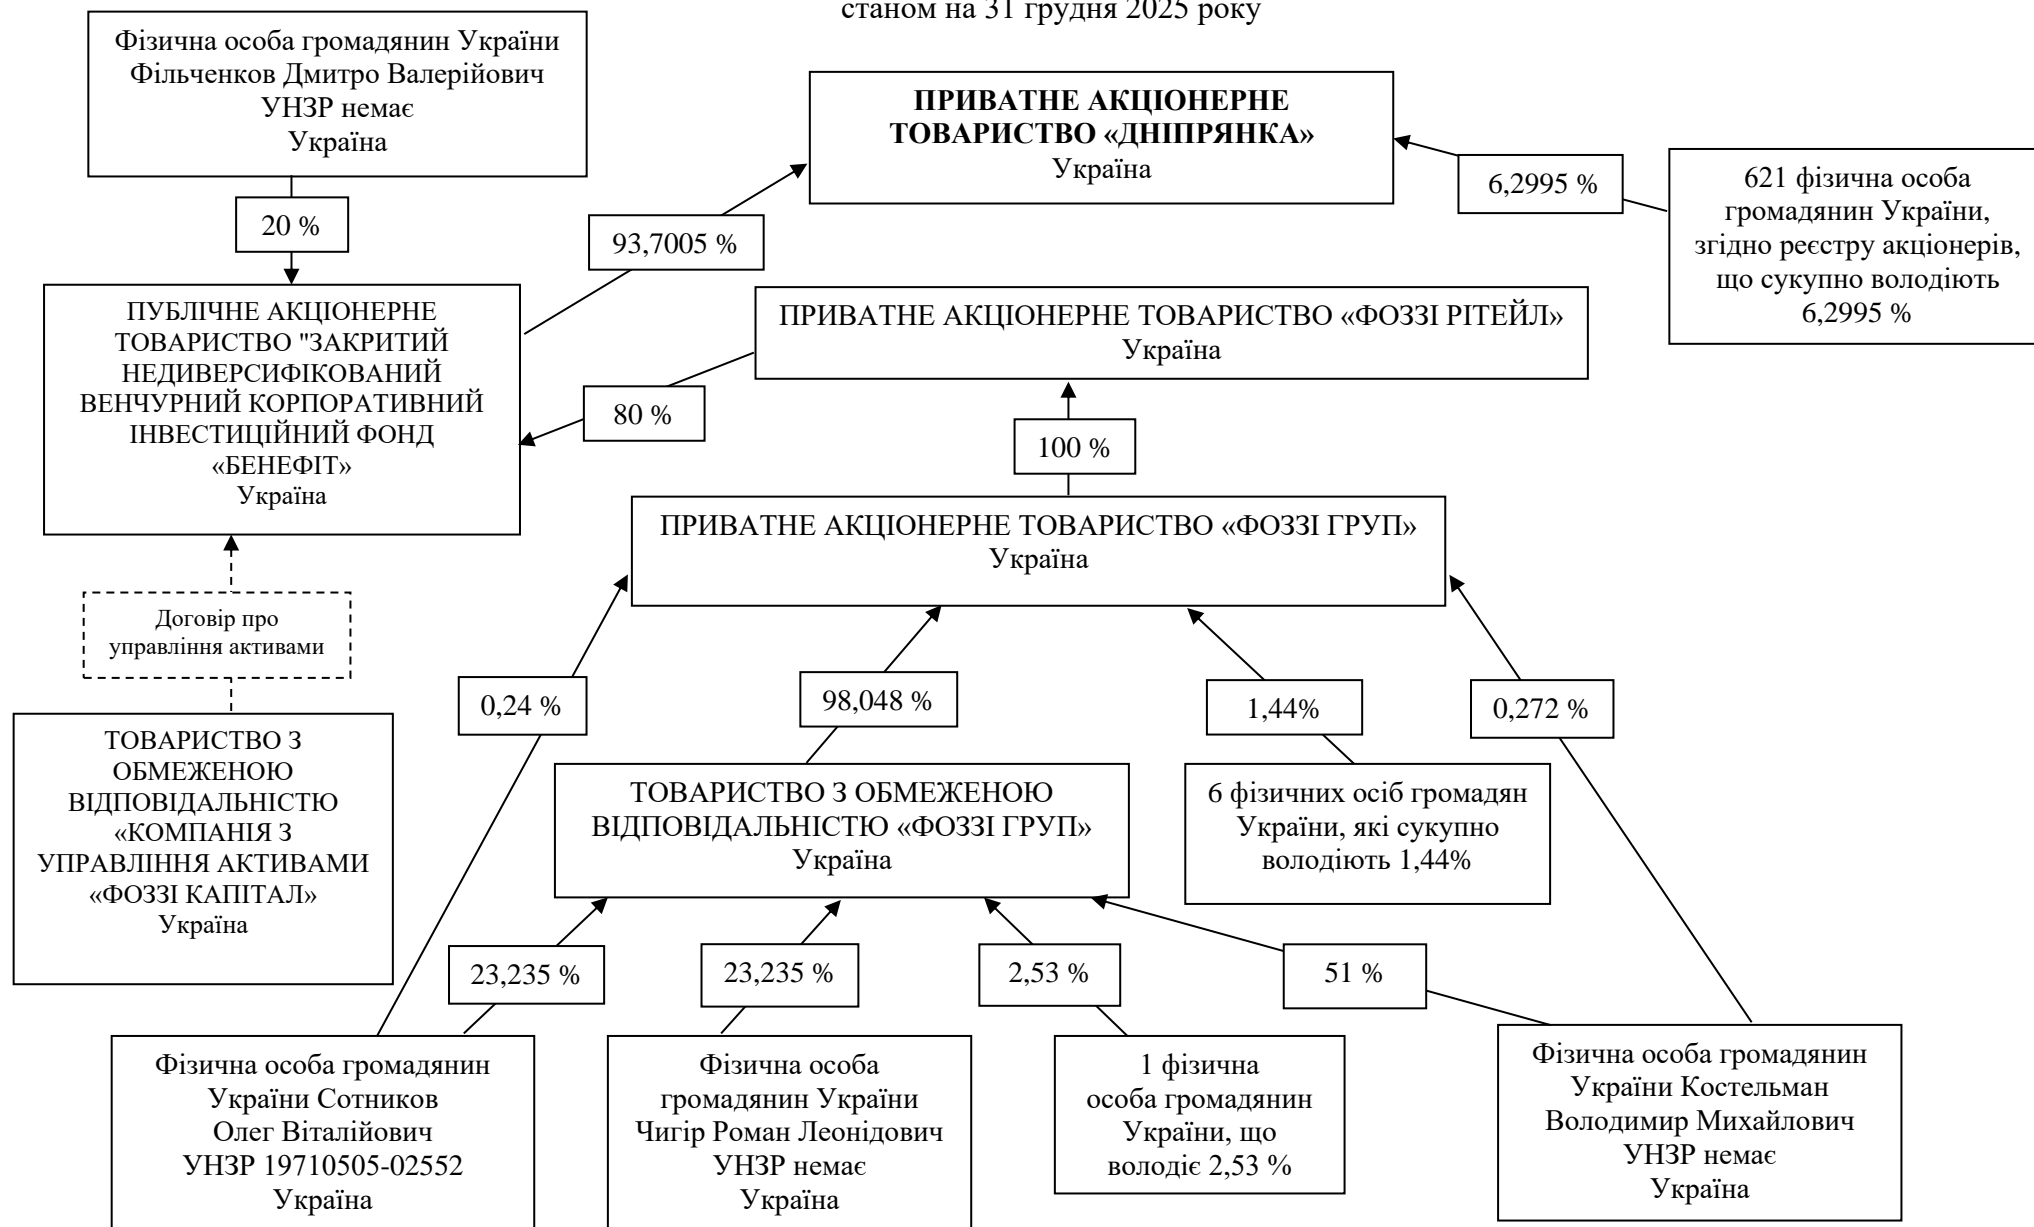 станом на 31 грудня 2025 року
Фізична особа громадянин України
Фільченков Дмитро Валерійович
УНЗР немає
Україна
ПРИВАТНЕ АКЦІОНЕРНЕ
ТОВАРИСТВО «ДНІПРЯНКА»
Україна
6,2995 %
621 фізична особа
громадянин України,
згідно реєстру акціонерів,
що сукупно володіють
6,2995 %
20 %
93,7005 %
ПУБЛІЧНЕ АКЦІОНЕРНЕ
ТОВАРИСТВО "ЗАКРИТИЙ
НЕДИВЕРСИФІКОВАНИЙ
ВЕНЧУРНИЙ КОРПОРАТИВНИЙ
ІНВЕСТИЦІЙНИЙ ФОНД
«БЕНЕФІТ»
Україна
ПРИВАТНЕ АКЦІОНЕРНЕ ТОВАРИСТВО «ФОЗЗІ РІТЕЙЛ»
Україна
80 %
100 %
ПРИВАТНЕ АКЦІОНЕРНЕ ТОВАРИСТВО «ФОЗЗІ ГРУП»
Україна
Договір про
управління активами
0,24 %
98,048 %
1,44%
0,272 %
ТОВАРИСТВО З
ОБМЕЖЕНОЮ
ВІДПОВІДАЛЬНІСТЮ
«КОМПАНІЯ З
УПРАВЛІННЯ АКТИВАМИ
«ФОЗЗІ КАПІТАЛ»
Україна
ТОВАРИСТВО З ОБМЕЖЕНОЮ
ВІДПОВІДАЛЬНІСТЮ «ФОЗЗІ ГРУП»
Україна
6 фізичних осіб громадян
України, які сукупно
володіють 1,44%
23,235 %
23,235 %
2,53 %
51 %
Фізична особа громадянин
України Сотников
Олег Віталійович
УНЗР 19710505-02552
Україна
Фізична особа
громадянин України
Чигір Роман Леонідович
УНЗР немає
Україна
1 фізична
особа громадянин
України, що
володіє 2,53 %
Фізична особа громадянин
України Костельман
Володимир Михайлович
УНЗР немає
Україна